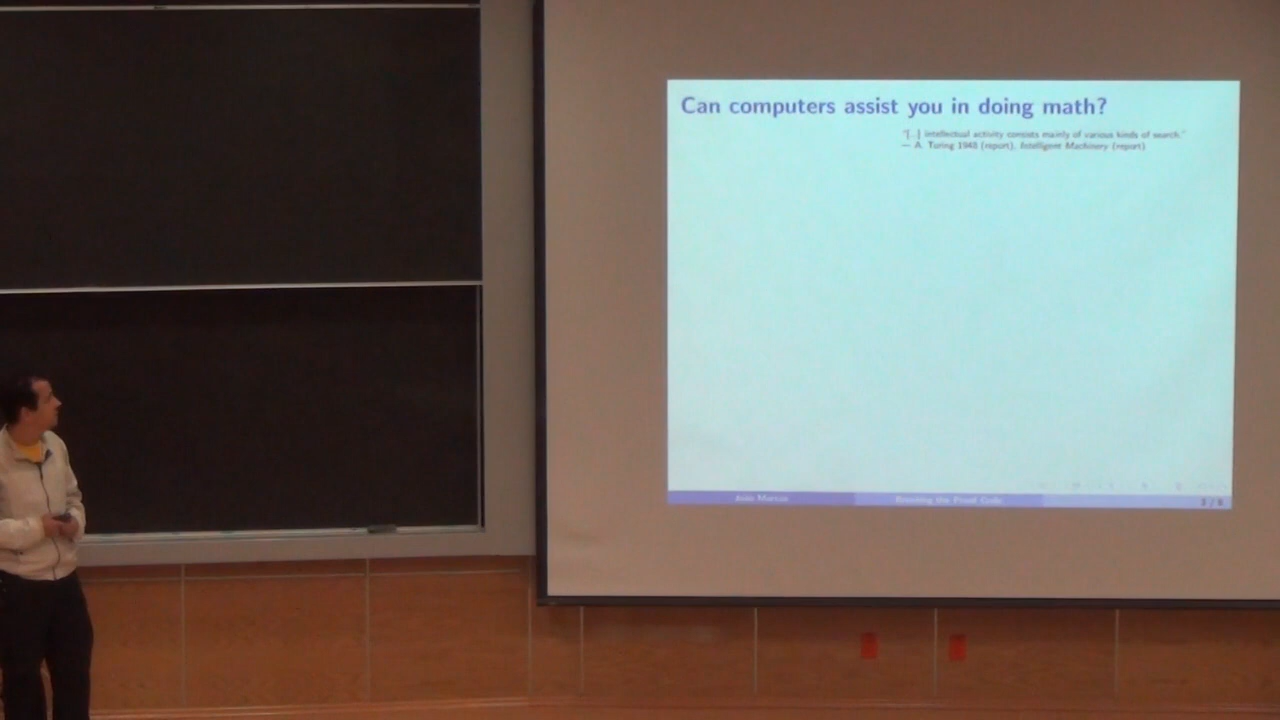 Can computers assist you in doing math?
"[...] intellectual activity consists mainly of various kinds of search."
— A. Turing 1948 (report), Intelligent Machinery (report)
Breaking the Proof Code